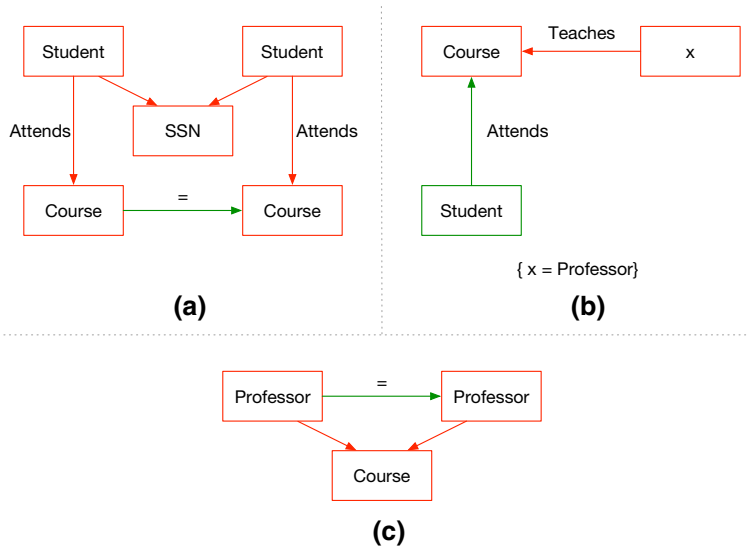 Student
Student
SSN
Attends
Attends
Course
=
Course
(a)
Course
Teaches
x
Attends
Student
{ x = Professor}
(b)
Professor
=
Professor
Course
(c)